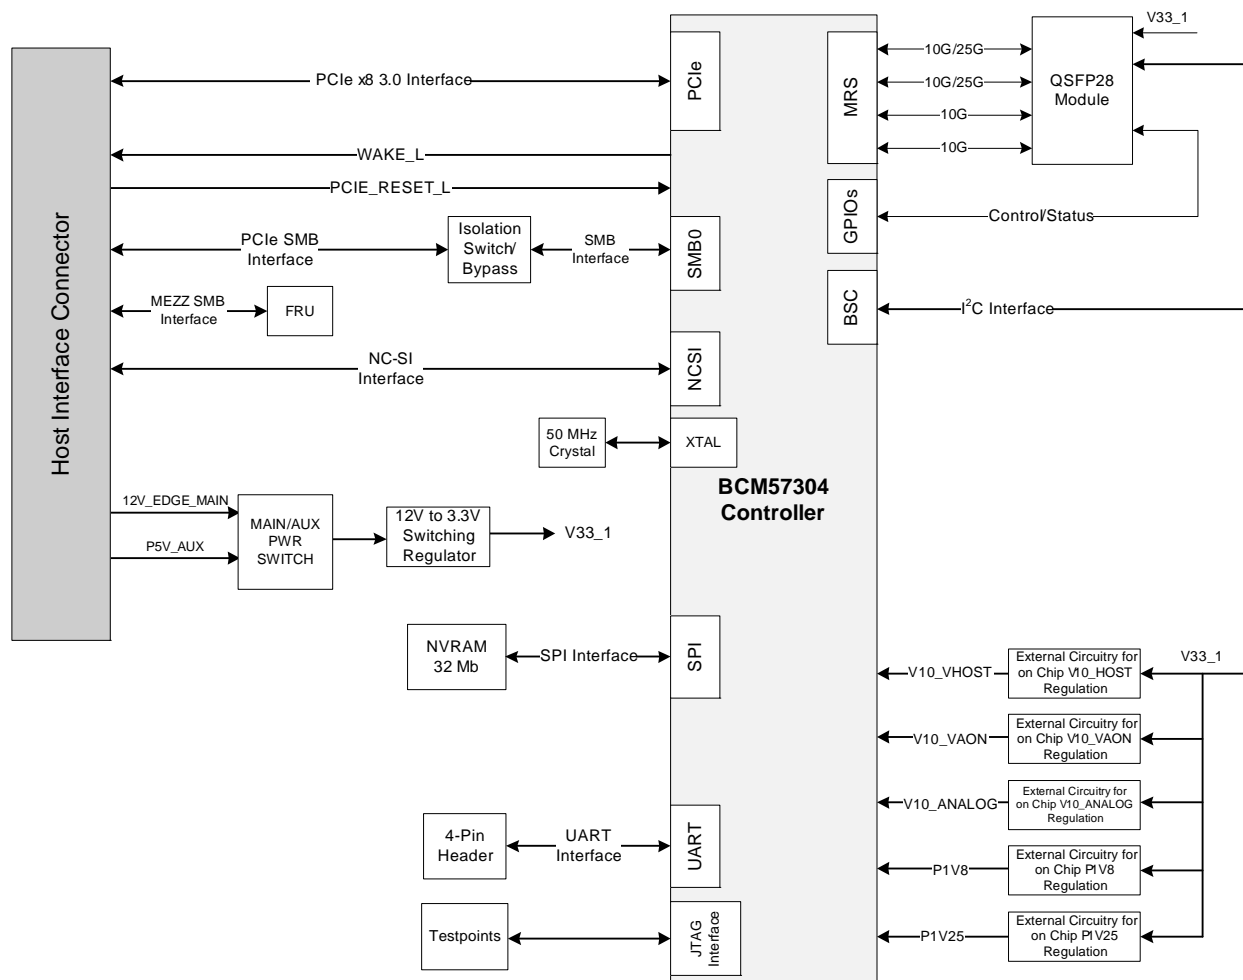 Host Interface Connector
PCIe x8 3.0 Interface
WAKE_L
PCIE_RESET_L
PCIe SMB
Interface
Isolation
Switch/
Bypass
SMB
Interface
MEZZ SMB
Interface
FRU
NC-SI
Interface
50 MHz
Crystal
12V_EDGE_MAIN
P5V_AUX
MAIN/AUX
PWR
SWITCH
12V to 3.3V
Switching
Regulator
V33_1
NVRAM
32 Mb
SPI Interface
4-Pin
Header
UART
Interface
Testpoints
PCIe
SMB0
NCSI
XTAL
SPI
UART
JTAG
Interface
BCM57304
Controller
MRS
GPIOs
BSC
10G/25G
10G/25G
10G
10G
QSFP28
Module
V33_1
Control/Status
I²C Interface
V10_VHOST
External Circuitry for
on Chip V10_HOST
Regulation
V33_1
V10_VAON
External Circuitry for
on Chip V10_VAON
Regulation
V10_ANALOG
External Circuitry for
on Chip V10_ANALOG
Regulation
P1V8
External Circuitry for
on Chip P1V8
Regulation
P1V25
External Circuitry for
on Chip P1V25
Regulation